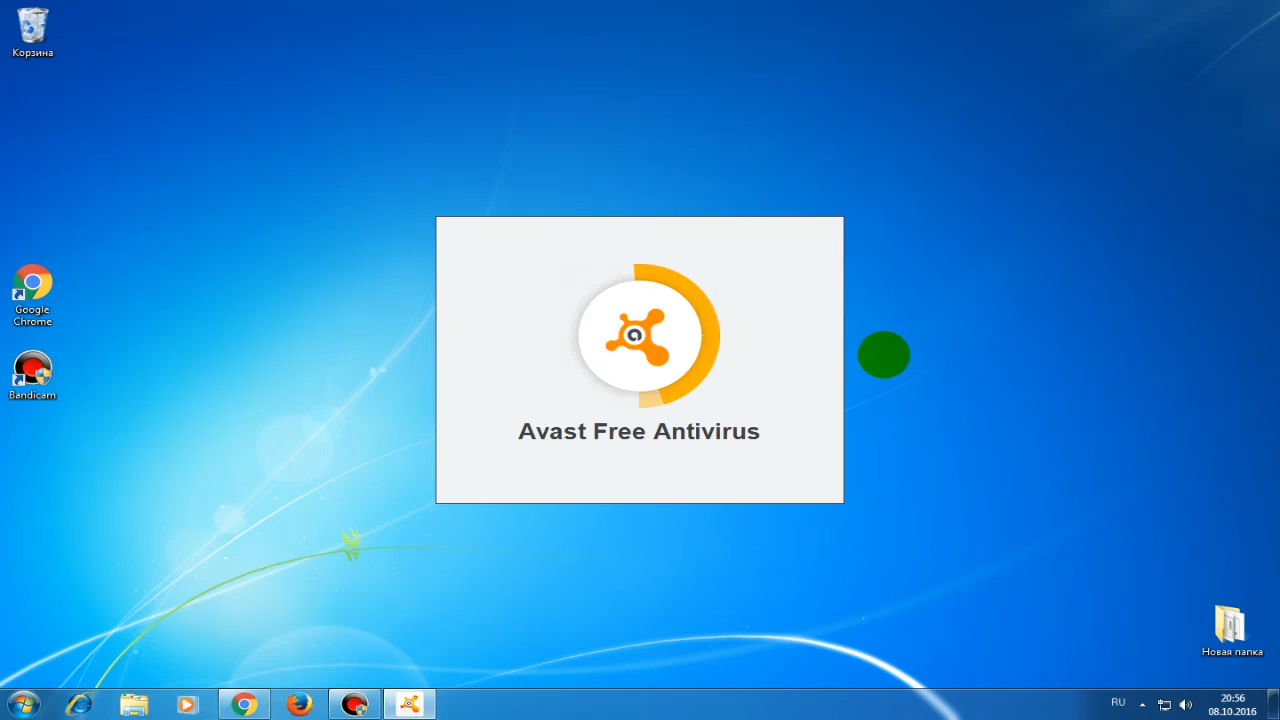 Корзина
Google
Chrome
Bandicam
Avast Free Antivirus
Новая папка
RU
20:56
08.10.2016